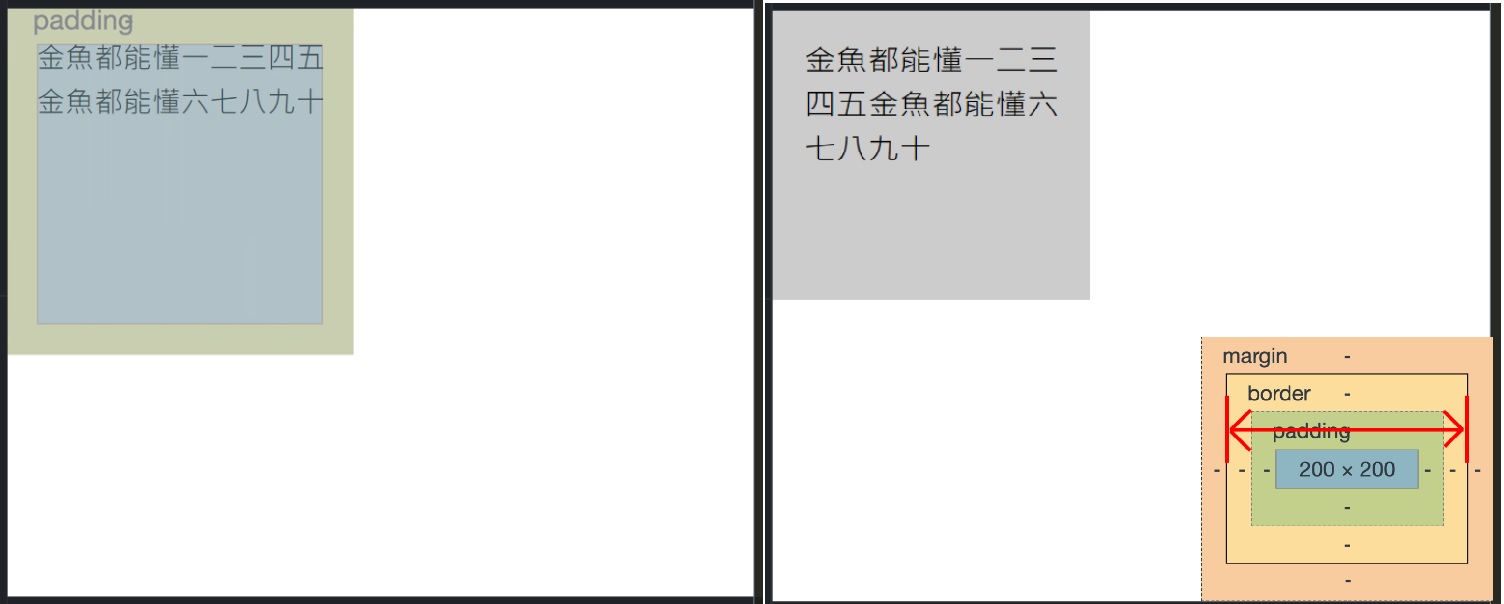 padding
-
金魚都能懂一二三四五
金魚都能懂六七八九十
金魚都能懂一二三
四五金魚都能懂六
七八九十
margin -
border -
padding
- - - 200 × 200 - - -
-
-
-